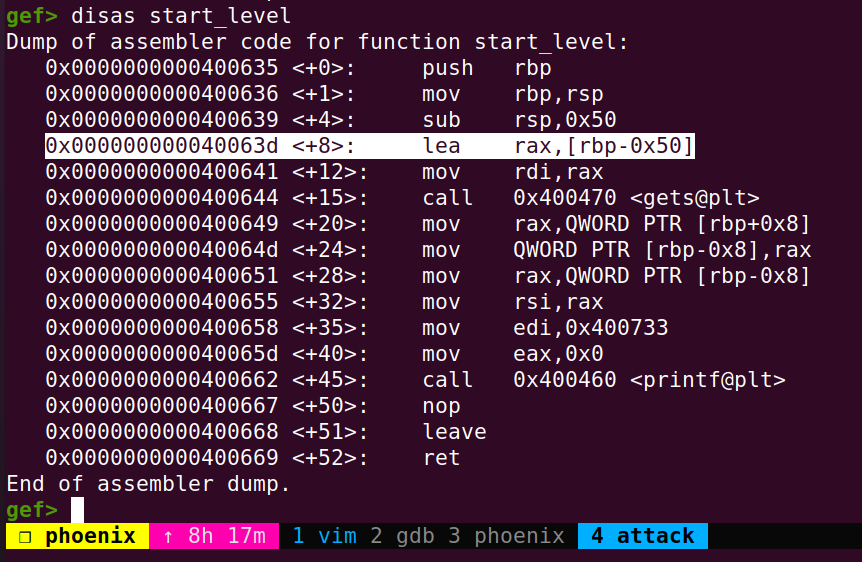 gef> disas start_level
Dump of assembler code for function start_level:
   0x0000000000400635 <+0>:     push   rbp
   0x0000000000400636 <+1>:     mov    rbp,rsp
   0x0000000000400639 <+4>:     sub    rsp,0x50
   0x000000000040063d <+8>:     lea    rax,[rbp-0x50]
   0x0000000000400641 <+12>:    mov    rdi,rax
   0x0000000000400644 <+15>:    call   0x400470 <gets@plt>
   0x0000000000400649 <+20>:    mov    rax,QWORD PTR [rbp+0x8]
   0x000000000040064d <+24>:    mov    QWORD PTR [rbp-0x8],rax
   0x0000000000400651 <+28>:    mov    rax,QWORD PTR [rbp-0x8]
   0x0000000000400655 <+32>:    mov    rsi,rax
   0x0000000000400658 <+35>:    mov    edi,0x400733
   0x000000000040065d <+40>:    mov    eax,0x0
   0x0000000000400662 <+45>:    call   0x400460 <printf@plt>
   0x0000000000400667 <+50>:    nop
   0x0000000000400668 <+51>:    leave
   0x0000000000400669 <+52>:    ret
End of assembler dump.
gef>
❐ phoenix ↑ 8h 17m 1 vim 2 gdb 3 phoenix 4 attack